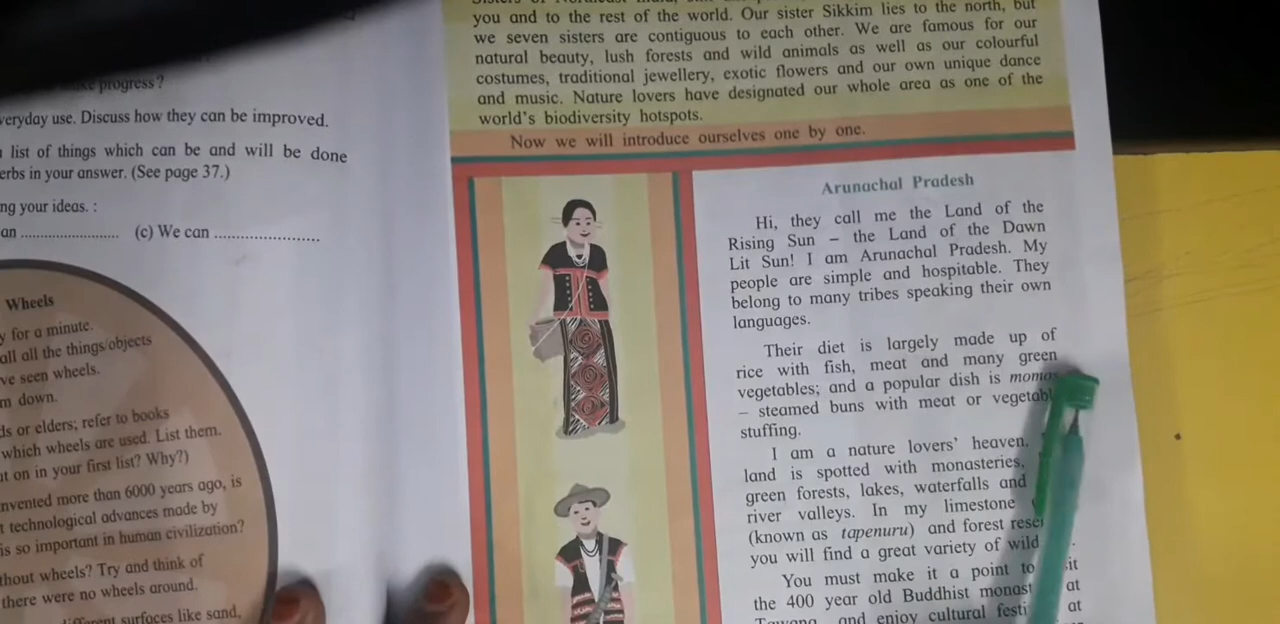 progress?
everyday use. Discuss how they can be improved.
list of things which can be and will be done
erbs in your answer. (See page 37.)
ng your ideas. :
an ........................ (c) We can ..........................
Wheels
y for a minute.
all all the things/objects
ve seen wheels.
m down.
ds or elders; refer to books
which wheels are used. List them.
at on in your first list? Why?)
nvented more than 6000 years ago, is
t technological advances made by
is so important in human civilization?
thout wheels? Try and think of
there were no wheels around.
surfaces like sand,
you and to the rest of the world. Our sister Sikkim lies to the north, but
we seven sisters are contiguous to each other. We are famous for our
natural beauty, lush forests and wild animals as well as our colourful
costumes, traditional jewellery, exotic flowers and our own unique dance
and music. Nature lovers have designated our whole area as one of the
world's biodiversity hotspots.
Now we will introduce ourselves one by one.
Arunachal Pradesh
Hi, they call me the Land of the
Rising Sun – the Land of the Dawn
Lit Sun! I am Arunachal Pradesh. My
people are simple and hospitable. They
belong to many tribes speaking their own
languages.
Their diet is largely made up of
rice with fish, meat and many green
vegetables; and a popular dish is momos
– steamed buns with meat or vegetabl
stuffing.
I am a nature lovers' heaven.
land is spotted with monasteries,
green forests, lakes, waterfalls and
river valleys. In my limestone
(known as tapenuru) and forest reser
you will find a great variety of wild
You must make it a point to
the 400 year old Buddhist monast at
and enjoy cultural festi at